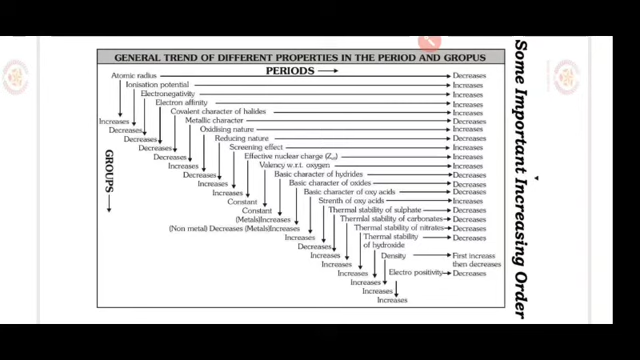 GENERAL TREND OF DIFFERENT PROPERTIES IN THE PERIOD AND GROPUS
PERIODS
Atomic radius Decreases
Ionisation potential Increases
Electronegativity Increases
Electron affinity Increases
Covalent character of halides Increases
Increases Metallic character Decreases
Decreases Oxidising nature Increases
Decreases Reducing nature Decreases
Decreases Screening effect Increases
Decreases Effective nuclear charge (Zeff) Increases
Increases Valency w.r.t. oxygen Increases
Decreases Basic character of hydrides Decreases
Increases Basic character of oxides Decreases
Increases Basic character of oxy acids Decreases
Constant Strenth of oxy acids Increases
Constant Thermal stability of sulphate Decreases
(Metals)Increases Thermlal stability of carbonates Decreases
(Non metal) Decreases (Metals)Increases Thermal stability of nitrates Decreases
Increases Thermal stability of hydroxide Decreases
Decreases
Increases Density First increase then decreases
Increases
Increases Electro positivity Decreases
Increases
Increases
Increases
GROUPS
Some Important Increasing Order